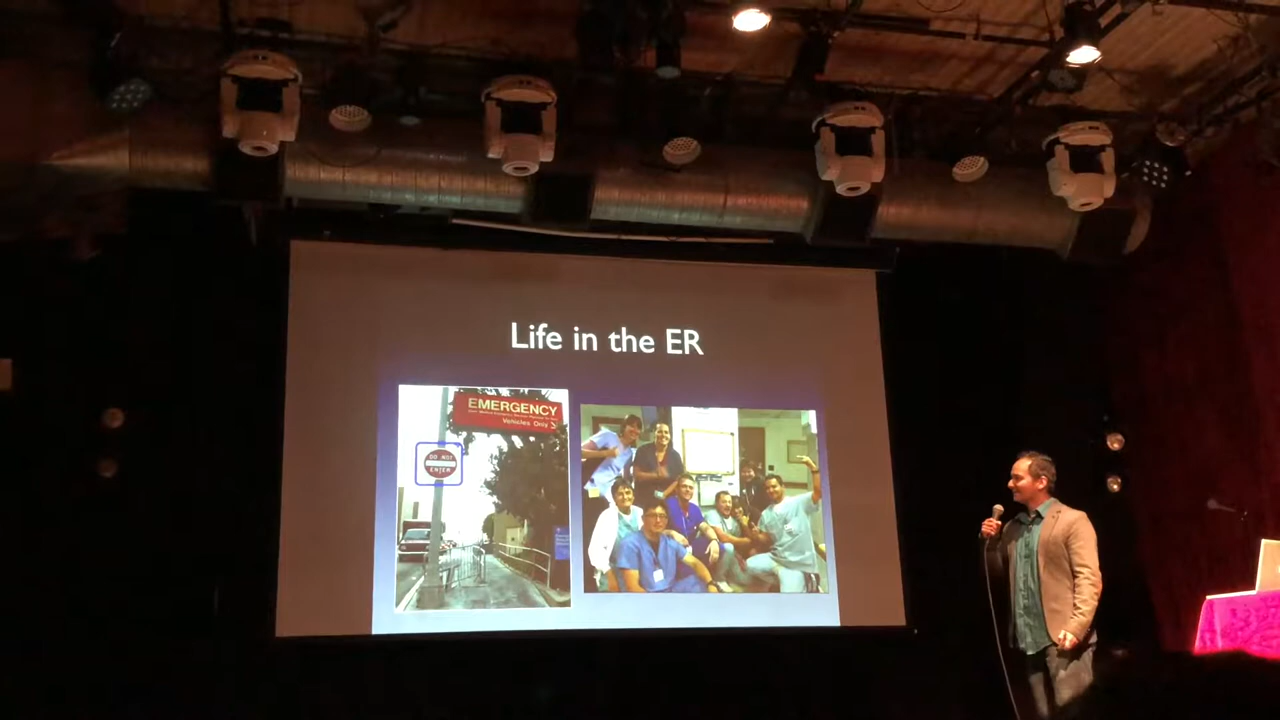 Life in the ER
EMERGENCY
Vehicles Only
DO NOT
ENTER